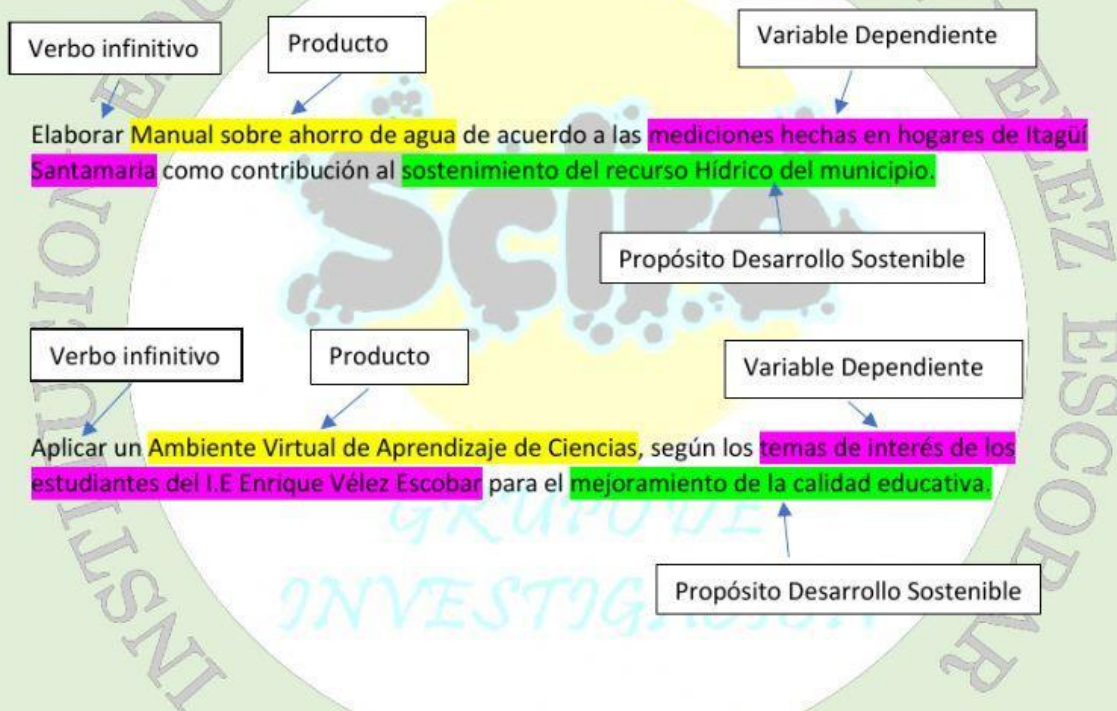 Verbo infinitivo
Producto
Variable Dependiente
Elaborar Manual sobre ahorro de agua de acuerdo a las mediciones hechas en hogares de Itagüí
Santamaría como contribución al sostenimiento del recurso Hídrico del municipio.
Propósito Desarrollo Sostenible
Verbo infinitivo
Producto
Variable Dependiente
Aplicar un Ambiente Virtual de Aprendizaje de Ciencias, según los temas de interés de los
estudiantes del I.E Enrique Vélez Escobar para el mejoramiento de la calidad educativa.
Propósito Desarrollo Sostenible
GRUPO DE
ESCOBAR